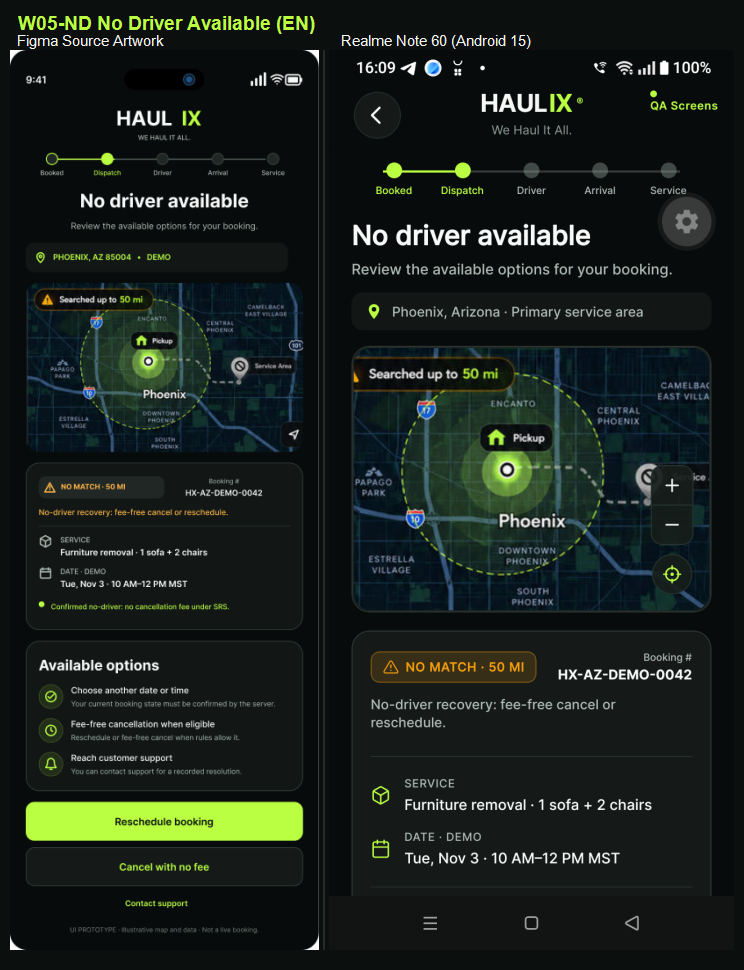 W05-ND No Driver Available (EN)
Figma Source Artwork
9:41
HAUL IX
WE HAUL IT ALL.
Booked
Dispatch
Driver
Arrival
Service
No driver available
Review the available options for your booking.
PHOENIX, AZ 85004 • DEMO
Searched up to 50 mi
CAMELBACK
EAST VILLAGE
17
ENCANTO
CENTRAL
PHOENIX
Pickup
101
PAPAGO
PARK
Service Area
10
Phoenix
ESTRELLA
VILLAGE
DOWNTOWN
PHOENIX
SOUTH
PHOENIX
NO MATCH · 50 MI
Booking #
HX-AZ-DEMO-0042
No-driver recovery: fee-free cancel or reschedule.
SERVICE
Furniture removal · 1 sofa + 2 chairs
DATE · DEMO
Tue, Nov 3 · 10 AM–12 PM MST
Confirmed no-driver: no cancellation fee under SRS.
Available options
Choose another date or time
Your current booking state must be confirmed by the server.
Fee-free cancellation when eligible
Reschedule or fee-free cancel when rules allow it.
Reach customer support
You can contact support for a recorded resolution.
Reschedule booking
Cancel with no fee
Contact support
UI PROTOTYPE · Illustrative map and data · Not a live booking.
Realme Note 60 (Android 15)
16:09
100%
HAULIX®
We Haul It All.
QA Screens
Booked
Dispatch
Driver
Arrival
Service
No driver available
Review the available options for your booking.
Phoenix, Arizona · Primary service area
Searched up to 50 mi
CAMELBAC
EAST VILLA
17
ENCANTO
CENTRAL
PHOENIX
Pickup
PAPAGO
PARK
ice
+
10
Phoenix
−
DOWNTOWN
PHOENIX
ESTRELLA
VILLAGE
SOUTH
PHOENIX
NO MATCH · 50 MI
Booking #
HX-AZ-DEMO-0042
No-driver recovery: fee-free cancel or
reschedule.
SERVICE
Furniture removal · 1 sofa + 2 chairs
DATE · DEMO
Tue, Nov 3 · 10 AM–12 PM MST